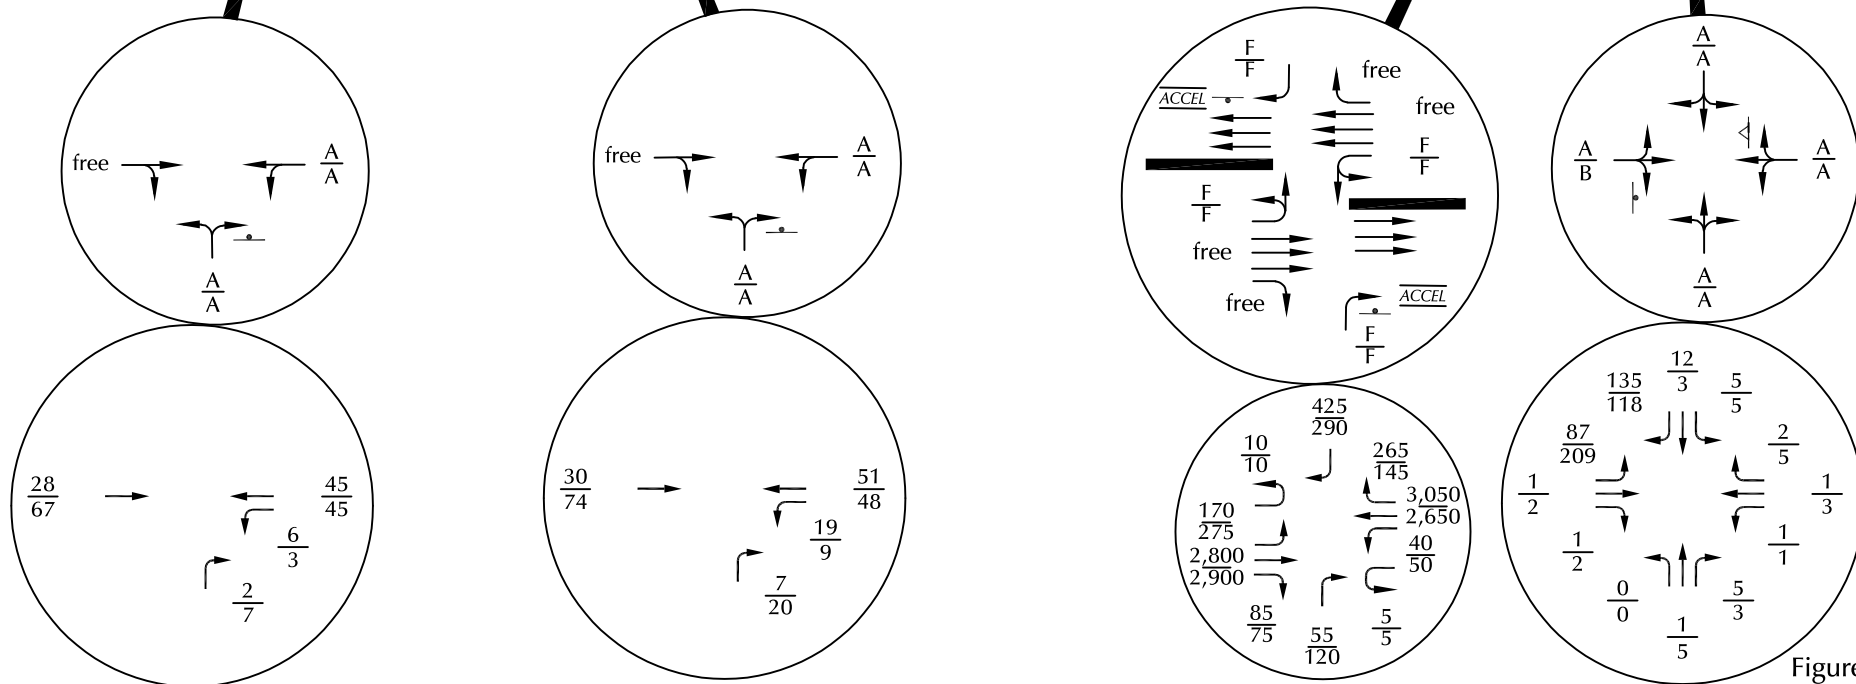 free
A
A
A
A
28
67
45
45
6
3
2
7
free
A
A
A
A
30
74
51
48
19
9
7
20
F
F
free
ACCEL
free
F
F
F
F
free
free
ACCEL
F
F
425
290
10
10
265
145
170
275
3,050
2,650
2,800
2,900
40
50
85
75
55
120
5
5
A
A
A
B
A
A
A
A
12
3
135
118
5
5
87
209
2
5
1
2
1
3
1
2
1
1
0
0
5
3
1
5
Figure